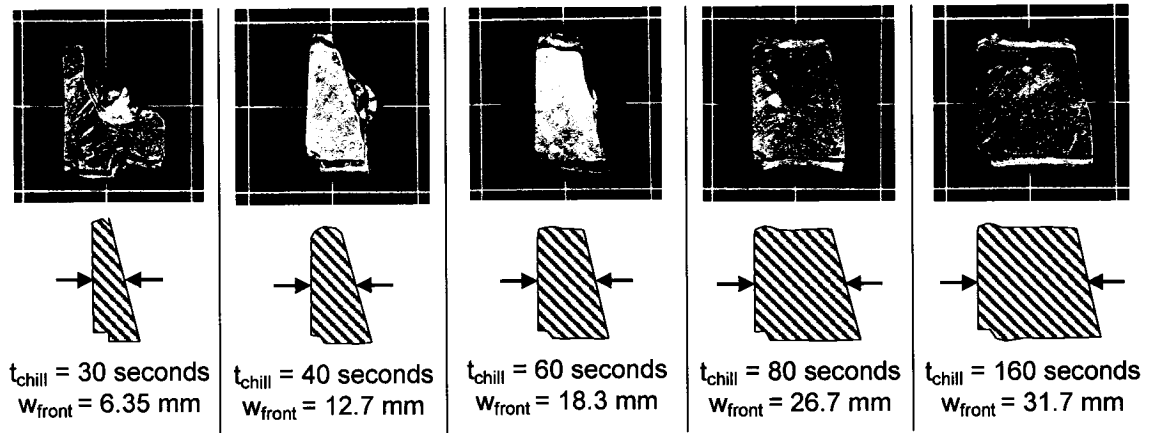 t_chill = 30 seconds
w_front = 6.35 mm
t_chill = 40 seconds
w_front = 12.7 mm
t_chill = 60 seconds
w_front = 18.3 mm
t_chill = 80 seconds
w_front = 26.7 mm
t_chill = 160 seconds
w_front = 31.7 mm